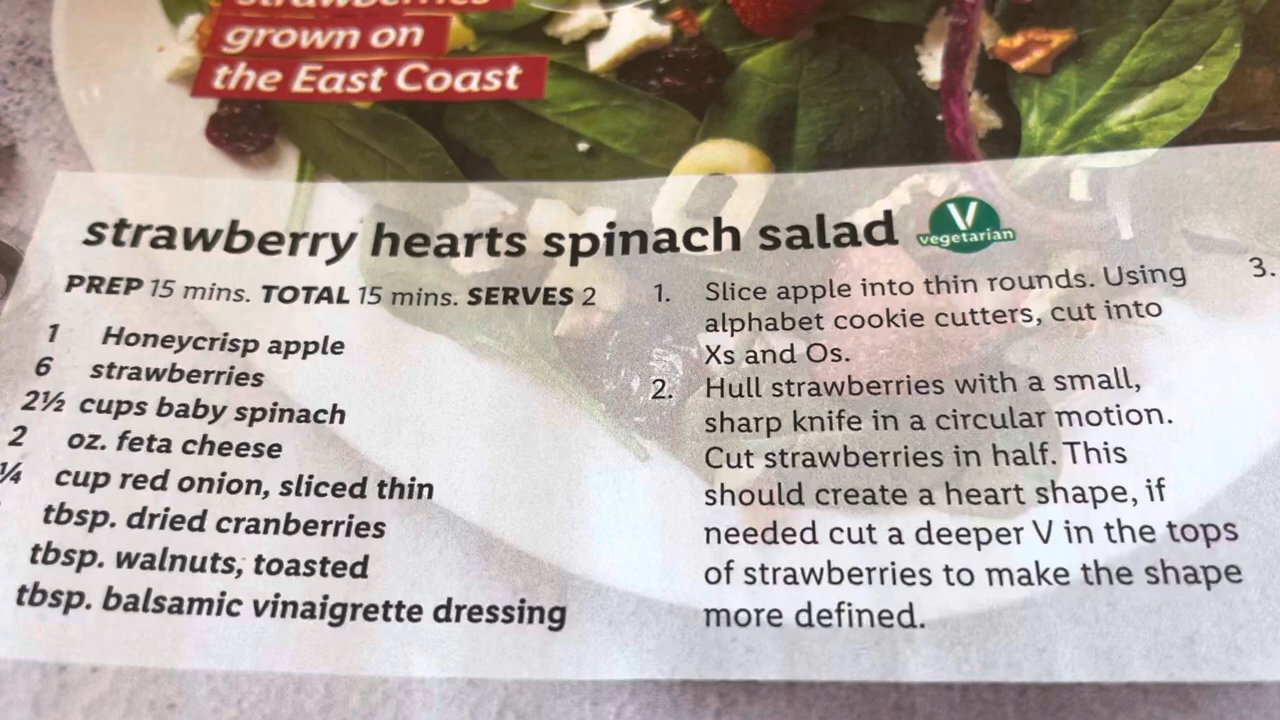 strawberries
grown on
the East Coast
strawberry hearts spinach salad
V
vegetarian
PREP 15 mins. TOTAL 15 mins. SERVES 2
1 Honeycrisp apple
6 strawberries
2½ cups baby spinach
2 oz. feta cheese
¼ cup red onion, sliced thin
tbsp. dried cranberries
tbsp. walnuts, toasted
tbsp. balsamic vinaigrette dressing
1. Slice apple into thin rounds. Using
alphabet cookie cutters, cut into
Xs and Os.
2. Hull strawberries with a small,
sharp knife in a circular motion.
Cut strawberries in half. This
should create a heart shape, if
needed cut a deeper V in the tops
of strawberries to make the shape
more defined.
3.